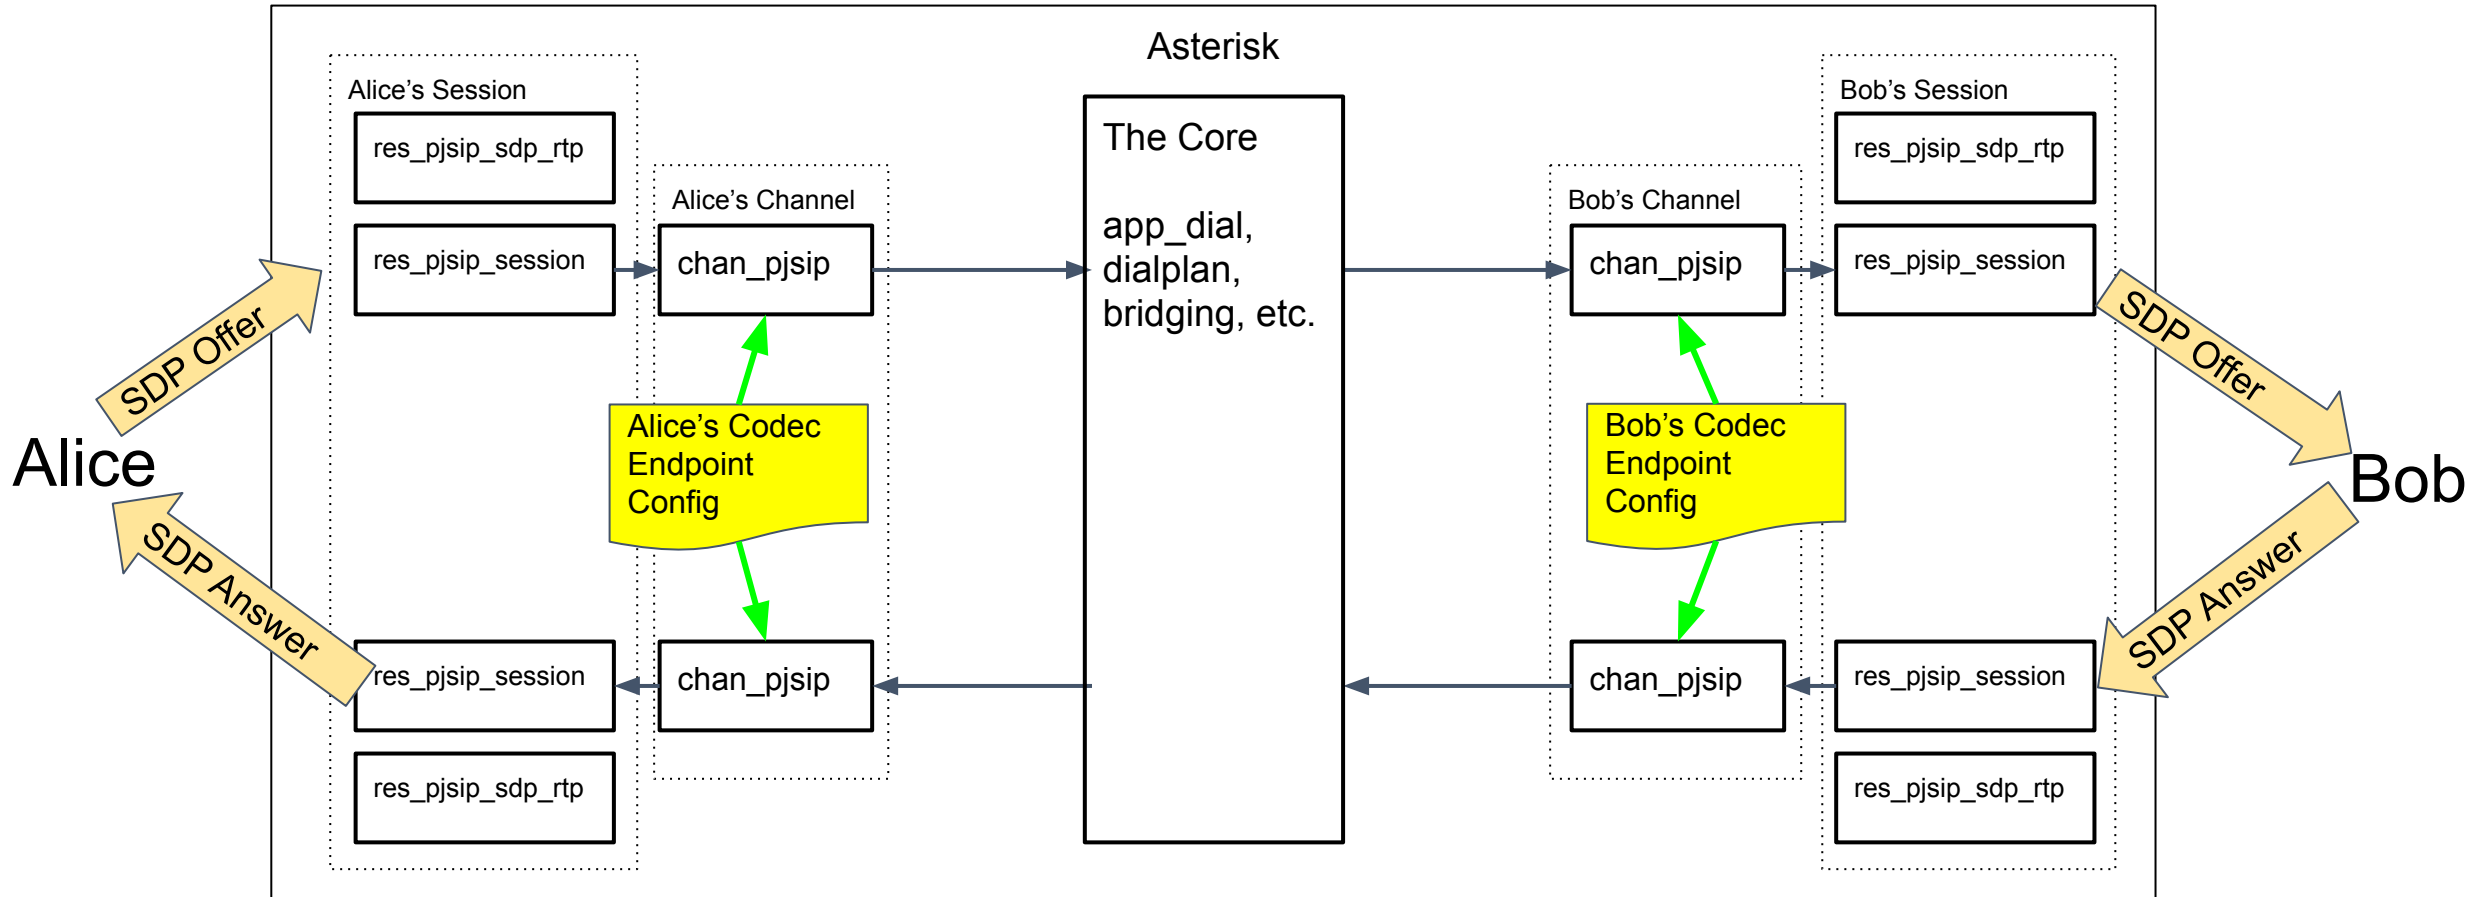 Asterisk
Alice’s Session
res_pjsip_sdp_rtp
res_pjsip_session
Alice’s Channel
chan_pjsip
The Core
app_dial,
dialplan,
bridging, etc.
Bob’s Channel
chan_pjsip
Bob’s Session
res_pjsip_sdp_rtp
res_pjsip_session
SDP Offer
SDP Offer
Alice
Alice’s Codec
Endpoint
Config
Bob’s Codec
Endpoint
Config
Bob
SDP Answer
SDP Answer
res_pjsip_session
chan_pjsip
chan_pjsip
res_pjsip_session
res_pjsip_sdp_rtp
res_pjsip_sdp_rtp